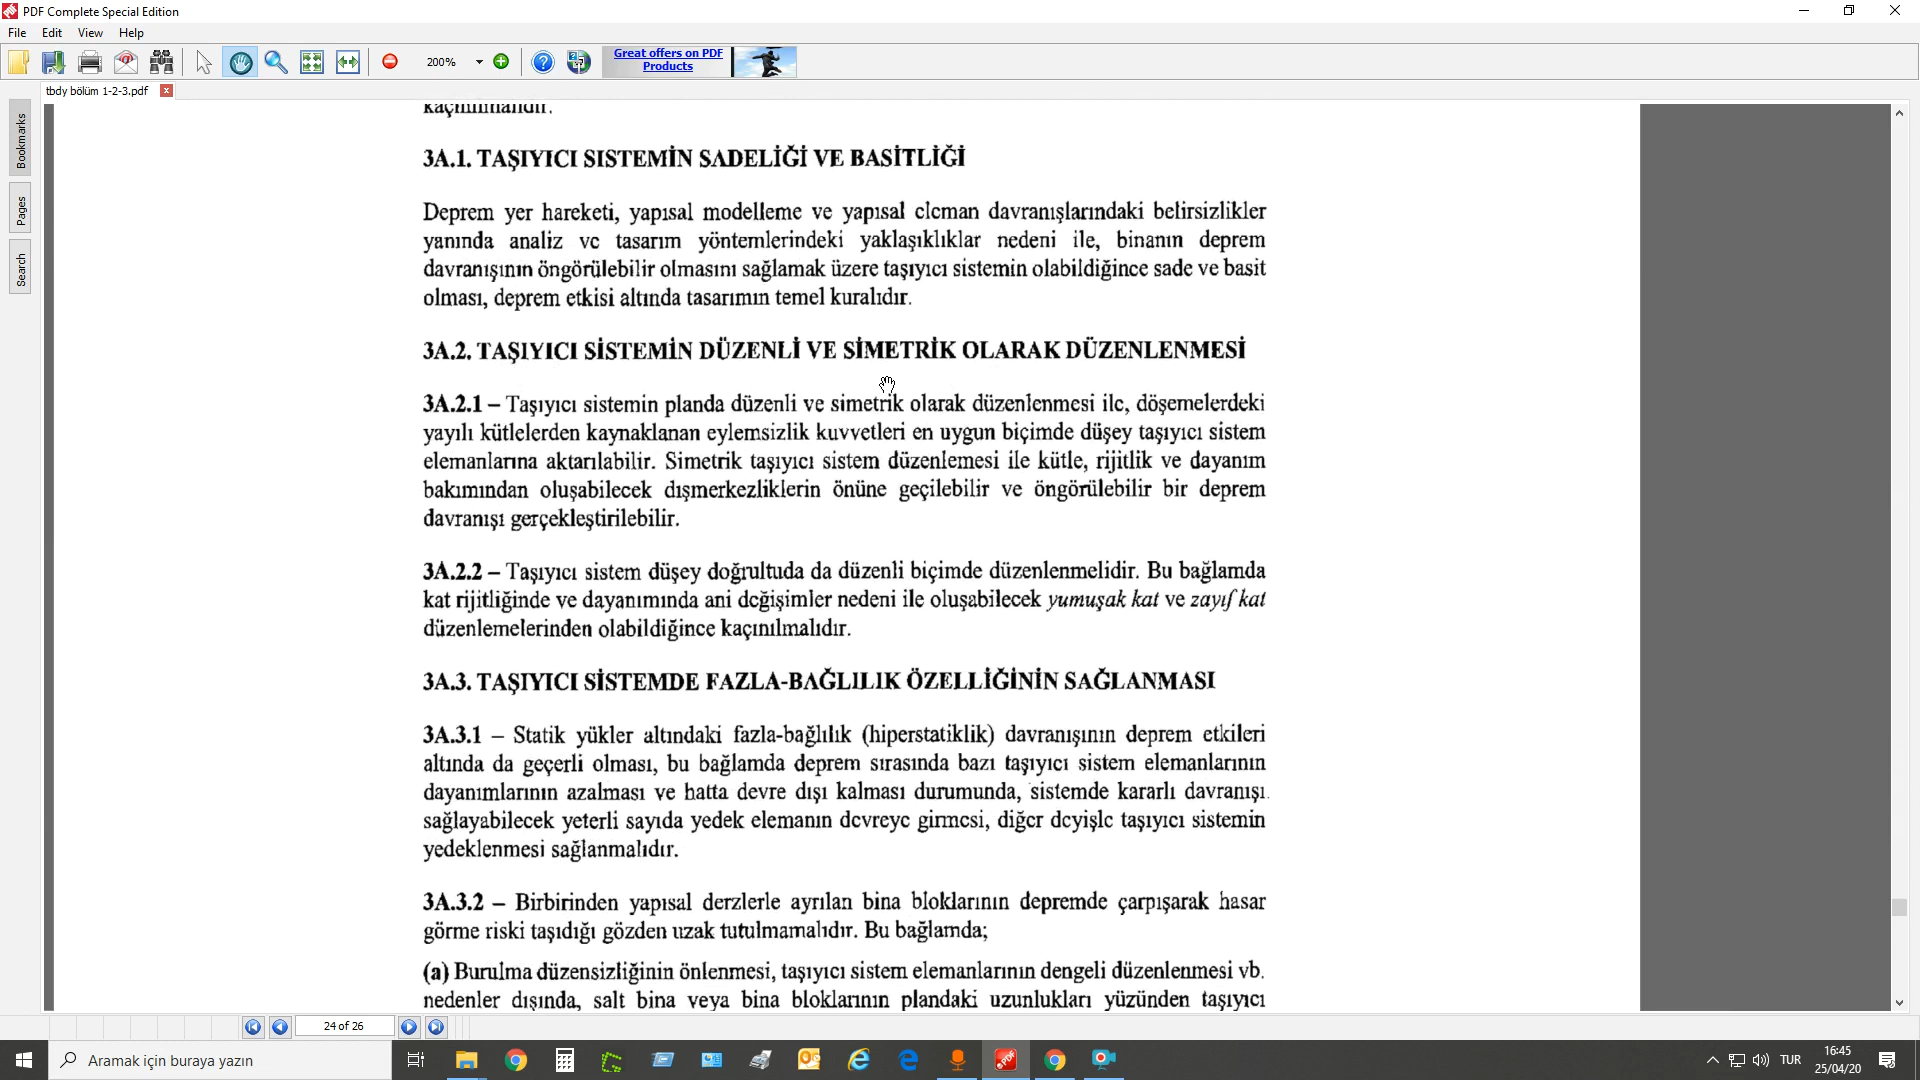 PDF Complete Special Edition
File Edit View Help
200%
Great offers on PDF
Products
tbdy bölüm 1-2-3.pdf
Bookmarks
Pages
Search
kaçınılmalıdır.
3A.1. TAŞIYICI SISTEMİN SADELİĞİ VE BASİTLİĞİ
Deprem yer hareketi, yapısal modelleme ve yapısal eleman davranışlarındaki belirsizlikler
yanında analiz ve tasarım yöntemlerindeki yaklaşıklıklar nedeni ile, binanın deprem
davranışının öngörülebilir olmasını sağlamak üzere taşıyıcı sistemin olabildiğince sade ve basit
olması, deprem etkisi altında tasarımın temel kuralıdır.
3A.2. TAŞIYICI SİSTEMİN DÜZENLİ VE SİMETRİK OLARAK DÜZENLENMESİ
3A.2.1 – Taşıyıcı sistemin planda düzenli ve simetrik olarak düzenlenmesi ile, döşemelerdeki
yayılı kütlelerden kaynaklanan eylemsizlik kuvvetleri en uygun biçimde düşey taşıyıcı sistem
elemanlarına aktarılabilir. Simetrik taşıyıcı sistem düzenlemesi ile kütle, rijitlik ve dayanım
bakımından oluşabilecek dışmerkezliklerin önüne geçilebilir ve öngörülebilir bir deprem
davranışı gerçekleştirilebilir.
3A.2.2 – Taşıyıcı sistem düşey doğrultuda da düzenli biçimde düzenlenmelidir. Bu bağlamda
kat rijitliğinde ve dayanımında ani değişimler nedeni ile oluşabilecek yumuşak kat ve zayıf kat
düzenlemelerinden olabildiğince kaçınılmalıdır.
3A.3. TAŞIYICI SİSTEMDE FAZLA-BAĞLILIK ÖZELLİĞİNİN SAĞLANMASI
3A.3.1 – Statik yükler altındaki fazla-bağlılık (hiperstatiklik) davranışının deprem etkileri
altında da geçerli olması, bu bağlamda deprem sırasında bazı taşıyıcı sistem elemanlarının
dayanımlarının azalması ve hatta devre dışı kalması durumunda, sistemde kararlı davranışı
sağlayabilecek yeterli sayıda yedek elemanın devreye girmesi, diğer deyişle taşıyıcı sistemin
yedeklenmesi sağlanmalıdır.
3A.3.2 – Birbirinden yapısal derzlerle ayrılan bina bloklarının depremde çarpışarak hasar
görme riski taşıdığı gözden uzak tutulmamalıdır. Bu bağlamda;
(a) Burulma düzensizliğinin önlenmesi, taşıyıcı sistem elemanlarının dengeli düzenlenmesi vb.
nedenler dışında, salt bina veya bina bloklarının plandaki uzunlukları yüzünden taşıyıcı
24 of 26
Aramak için buraya yazın
TUR
16:45
25/04/20